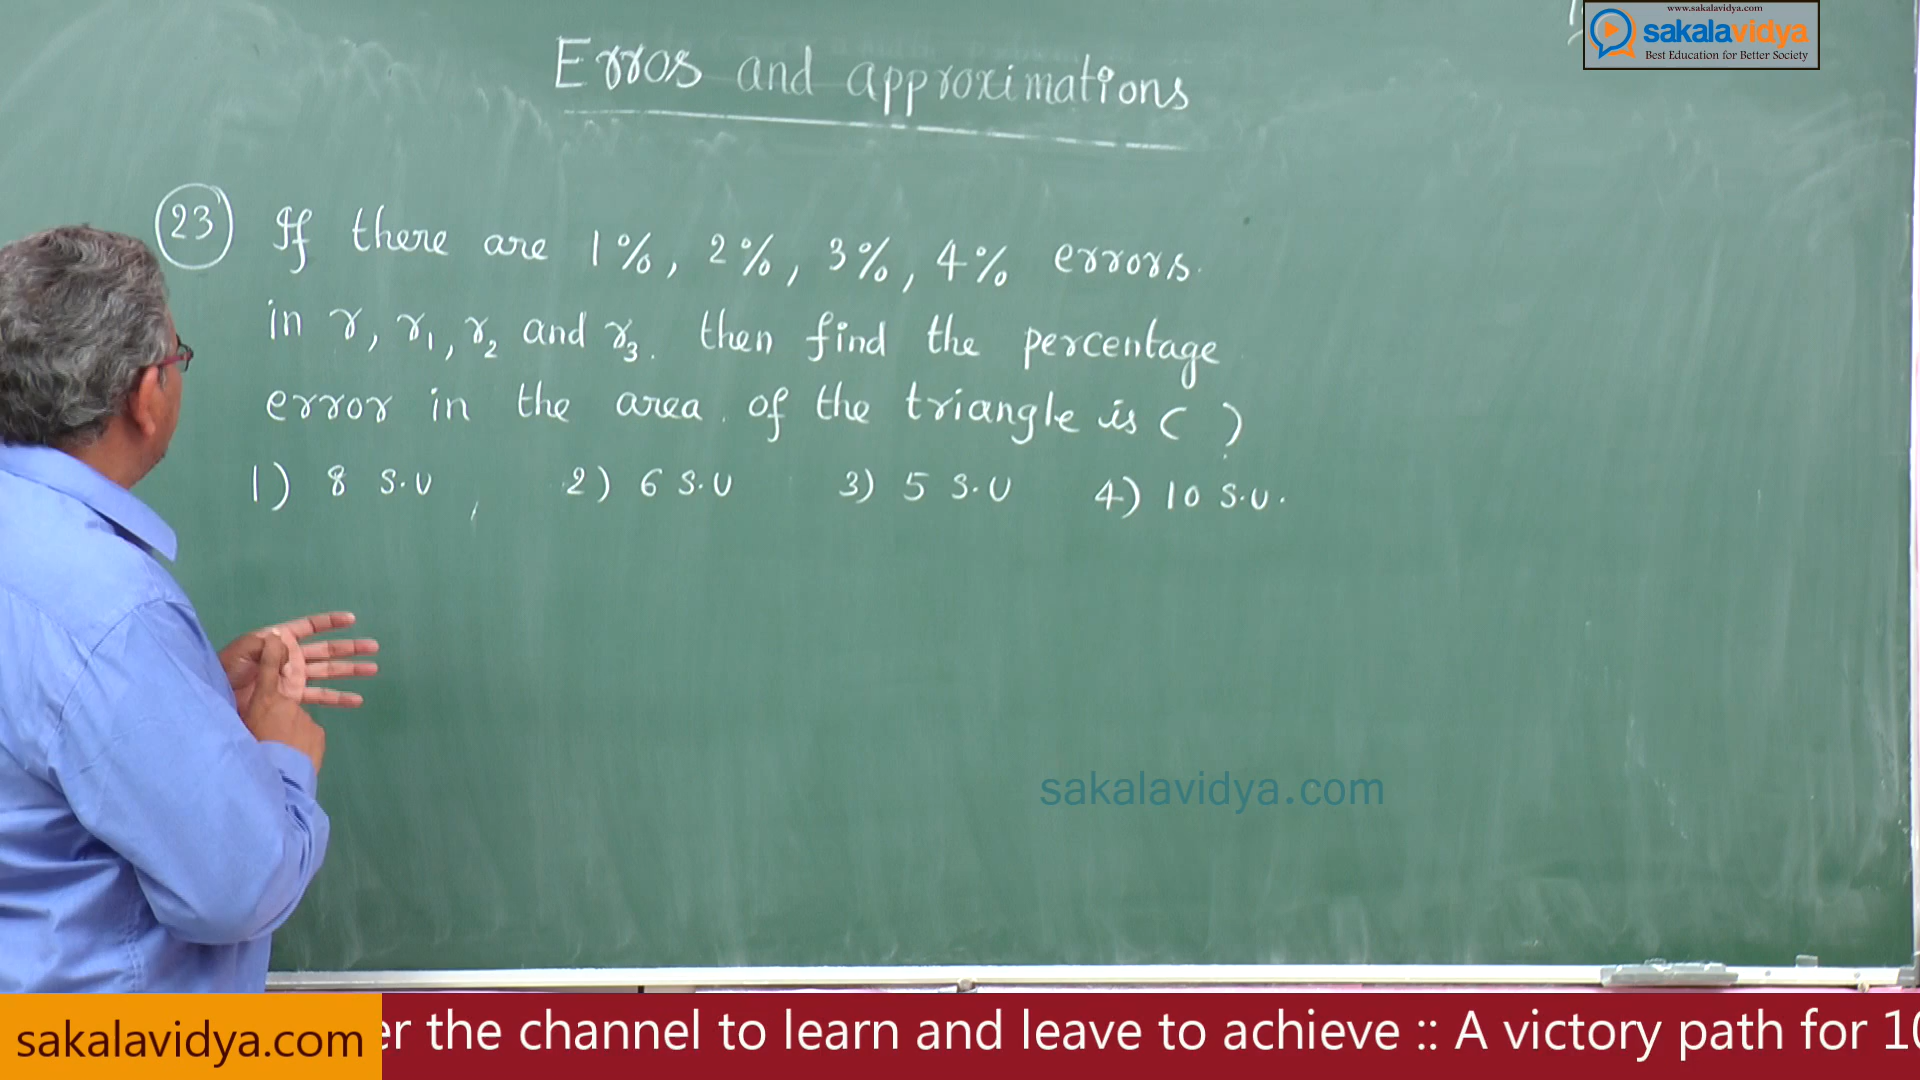 www.sakalavidya.com
sakalavidya
Best Education for Better Society
Erros and approximations
23 If there are 1%, 2%, 3%, 4% errors.
in r, r1, r2 and r3. then find the percentage
error in the area. of the triangle is ( )
1) 8 S.U , 2) 6 S.U 3) 5 S.U 4) 10 S.U.
sakalavidya.com
sakalavidya.com er the channel to learn and leave to achieve :: A victory path for 10